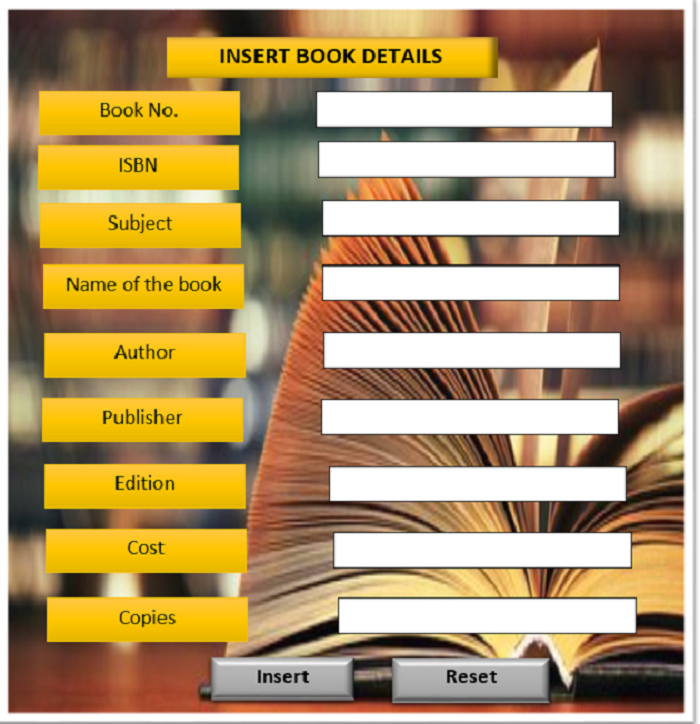 INSERT BOOK DETAILS
Book No.
ISBN
Subject
Name of the book
Author
Publisher
Edition
Cost
Copies
Insert
Reset